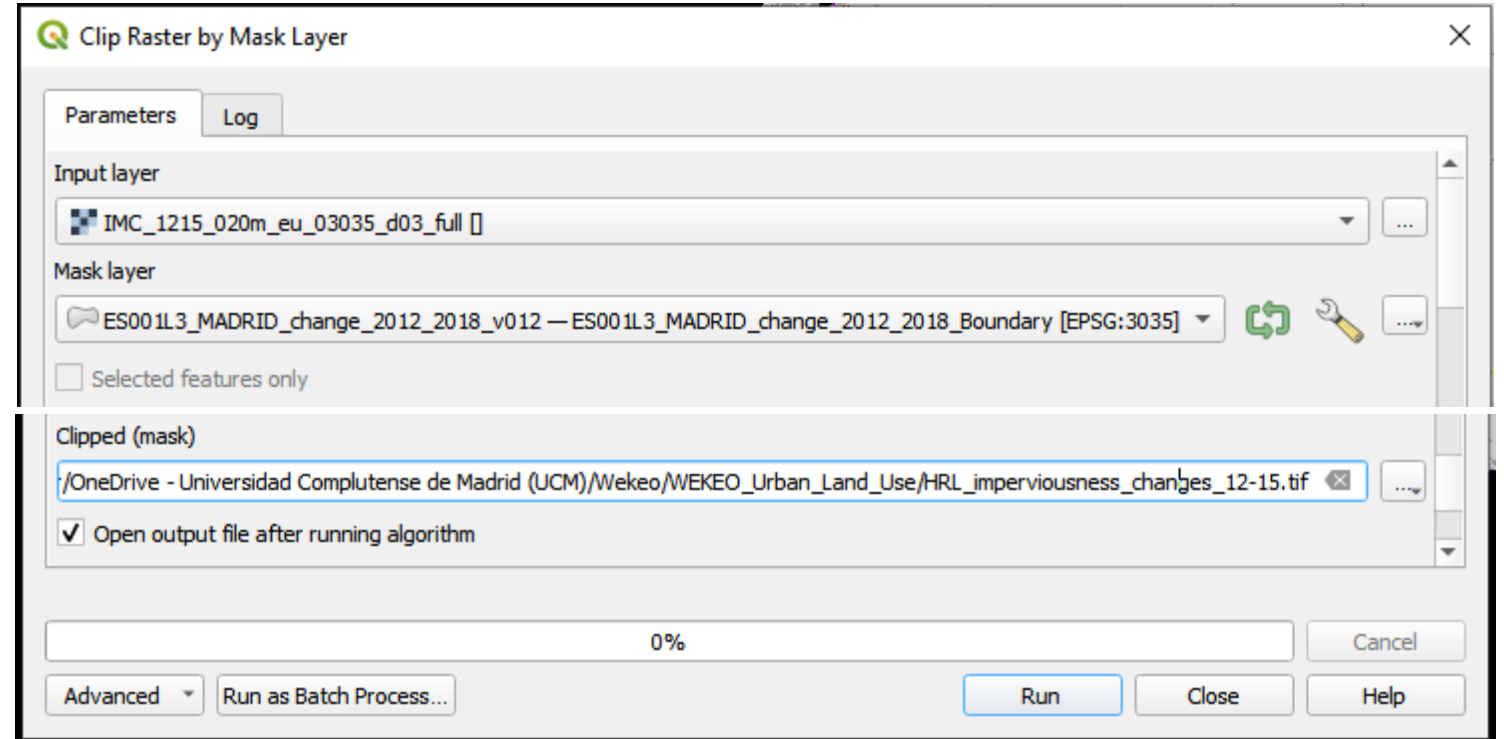 Clip Raster by Mask Layer
Parameters
Log
Input layer
IMC_1215_020m_eu_03035_d03_full []
...
Mask layer
ES001L3_MADRID_change_2012_2018_v012 — ES001L3_MADRID_change_2012_2018_Boundary [EPSG:3035]
...
Selected features only
Clipped (mask)
/OneDrive - Universidad Complutense de Madrid (UCM)/Wekeo/WEKEO_Urban_Land_Use/HRL_imperviousness_changes_12-15.tif
...
Open output file after running algorithm
0%
Cancel
Advanced
Run as Batch Process...
Run
Close
Help